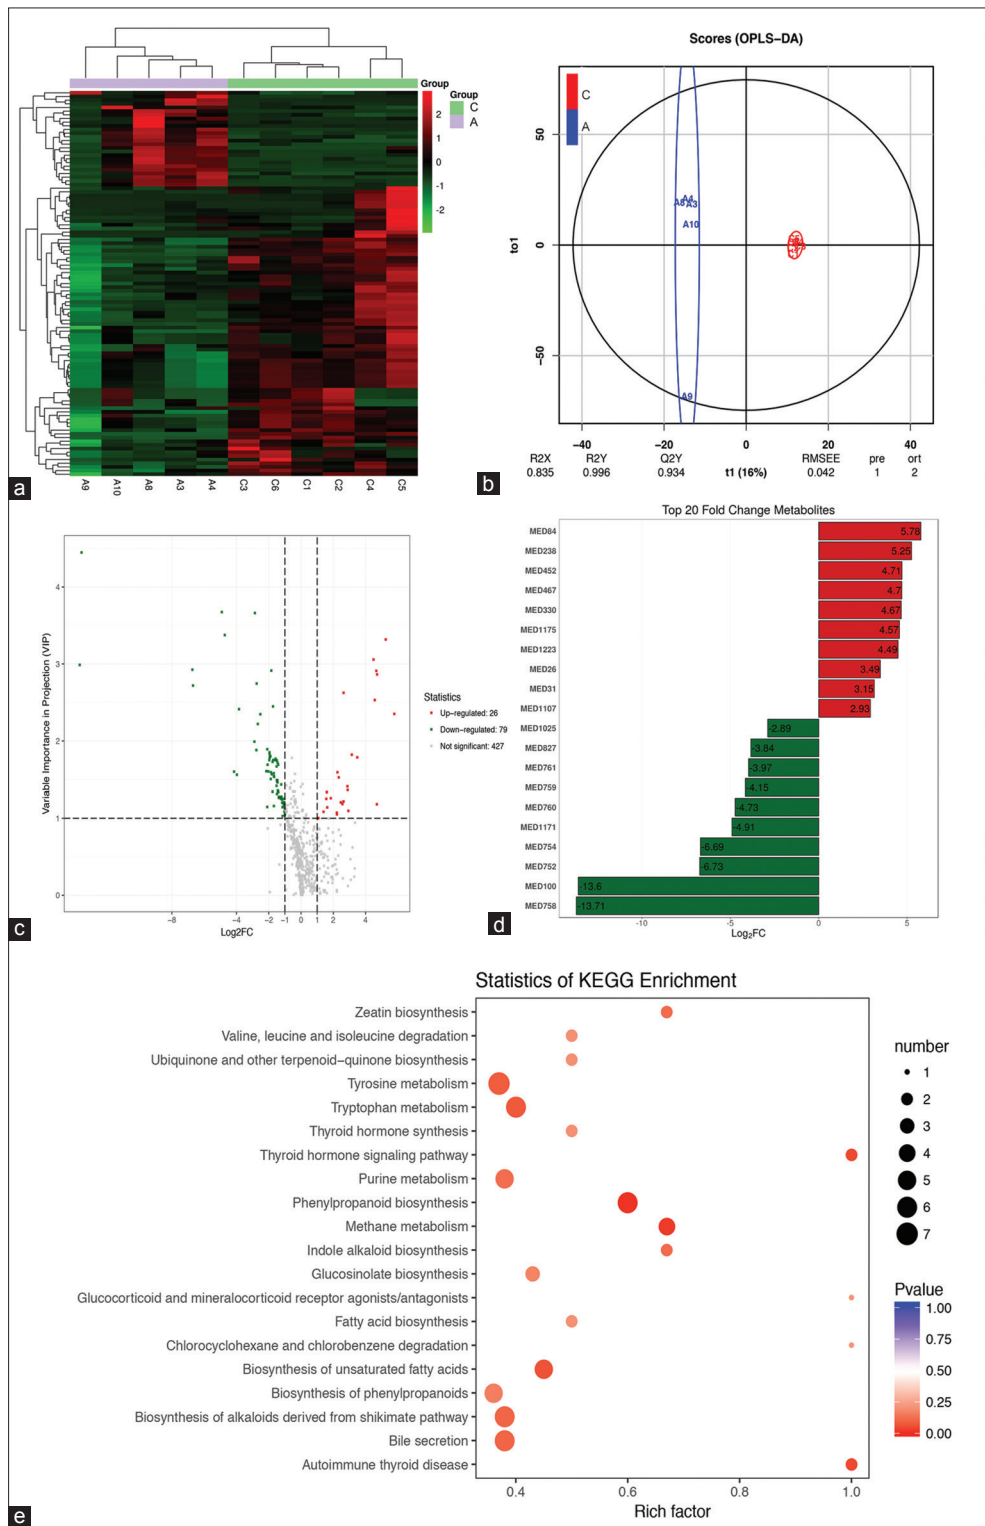 Group
2
1
0
-1
-2
Group
C
A
A9
A10
A8
A3
A4
C3
C6
C1
C2
C4
C5
a
Scores (OPLS–DA)
C
A
50
0
−50
to1
A8
A4
A3
A10
A9
−40
−20
0
20
40
R2X
R2Y
Q2Y
RMSEE
pre
ort
0.835
0.996
0.934
t1 (16%)
0.042
1
2
b
Variable Importance in Projection (VIP)
4
3
2
1
0
−8
−4
−2
−1
0
1
2
4
Log2FC
Statistics
Up−regulated: 26
Down−regulated: 79
Not significant: 427
c
Top 20 Fold Change Metabolites
MED84
5.78
MED238
5.25
MED452
4.71
MED467
4.7
MED330
4.67
MED1175
4.57
MED1223
4.49
MED26
3.49
MED31
3.15
MED1107
2.93
MED1025
-2.89
MED827
-3.84
MED761
-3.97
MED759
-4.15
MED760
-4.73
MED1171
-4.91
MED754
-6.69
MED752
-6.73
MED100
-13.6
MED758
-13.71
-10
-5
0
5
Log₂FC
d
Statistics of KEGG Enrichment
Zeatin biosynthesis
Valine, leucine and isoleucine degradation
Ubiquinone and other terpenoid−quinone biosynthesis
Tyrosine metabolism
Tryptophan metabolism
Thyroid hormone synthesis
Thyroid hormone signaling pathway
Purine metabolism
Phenylpropanoid biosynthesis
Methane metabolism
Indole alkaloid biosynthesis
Glucosinolate biosynthesis
Glucocorticoid and mineralocorticoid receptor agonists/antagonists
Fatty acid biosynthesis
Chlorocyclohexane and chlorobenzene degradation
Biosynthesis of unsaturated fatty acids
Biosynthesis of phenylpropanoids
Biosynthesis of alkaloids derived from shikimate pathway
Bile secretion
Autoimmune thyroid disease
0.4
0.6
0.8
1.0
Rich factor
number
1
2
3
4
5
6
7
Pvalue
1.00
0.75
0.50
0.25
0.00
e